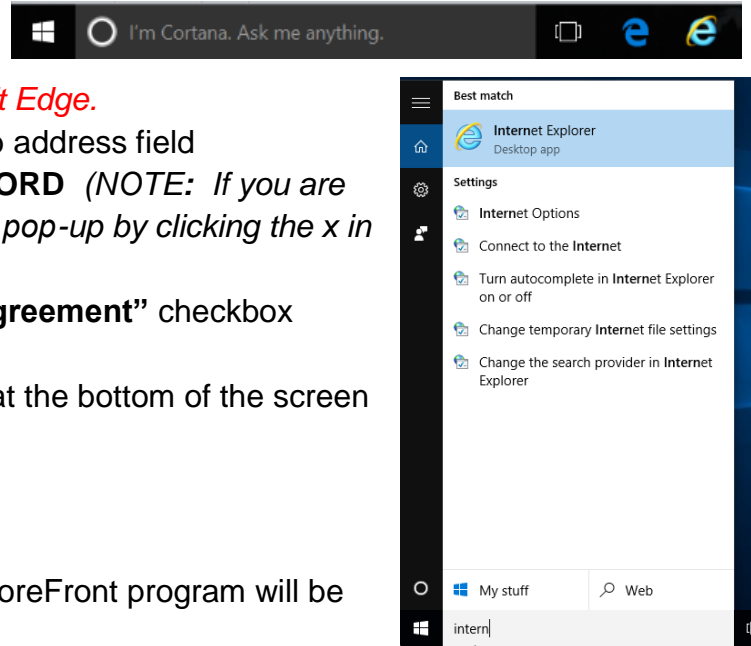 I'm Cortana. Ask me anything.
t Edge.
address field
ORD (NOTE: If you are
pop-up by clicking the x in
greement” checkbox
at the bottom of the screen
oreFront program will be
Best match
Internet Explorer
Desktop app
Settings
Internet Options
Connect to the Internet
Turn autocomplete in Internet Explorer
on or off
Change temporary Internet file settings
Change the search provider in Internet
Explorer
My stuff
Web
intern